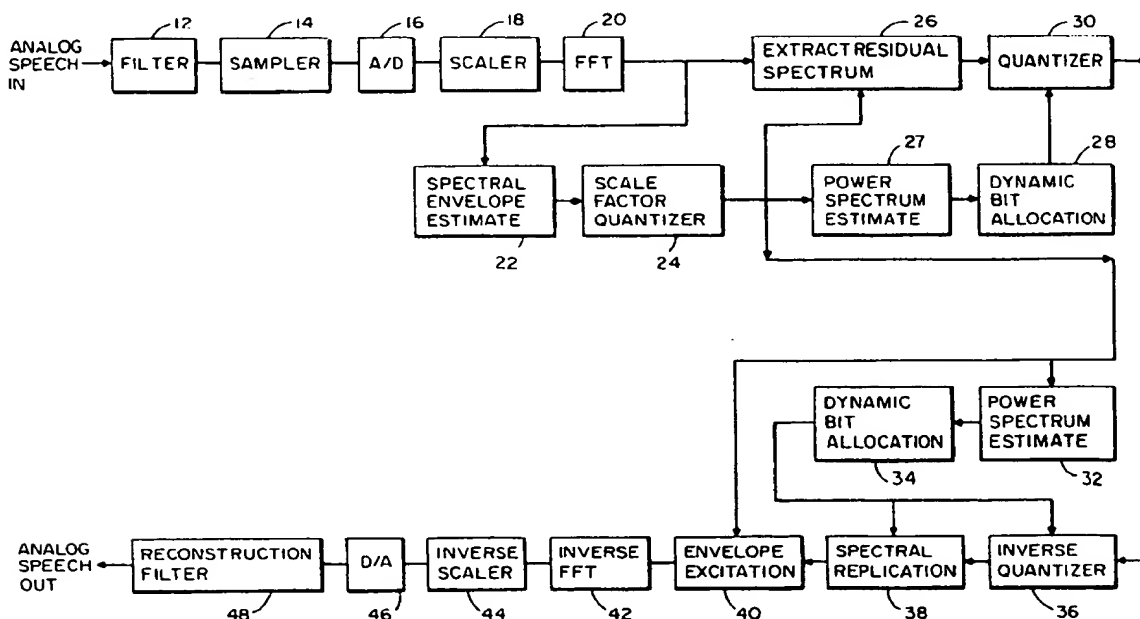 12
14
16
18
20
26
30
ANALOG
SPEECH
IN
FILTER
SAMPLER
A/D
SCALER
FFT
EXTRACT RESIDUAL
SPECTRUM
QUANTIZER
27
28
SPECTRAL
ENVELOPE
ESTIMATE
SCALE
FACTOR
QUANTIZER
POWER
SPECTRUM
ESTIMATE
DYNAMIC
BIT
ALLOCATION
22
24
DYNAMIC
BIT
ALLOCATION
POWER
SPECTRUM
ESTIMATE
34
32
ANALOG
SPEECH
OUT
RECONSTRUCTION
FILTER
D/A
INVERSE
SCALER
INVERSE
FFT
ENVELOPE
EXCITATION
SPECTRAL
REPLICATION
INVERSE
QUANTIZER
48
46
44
42
40
38
36